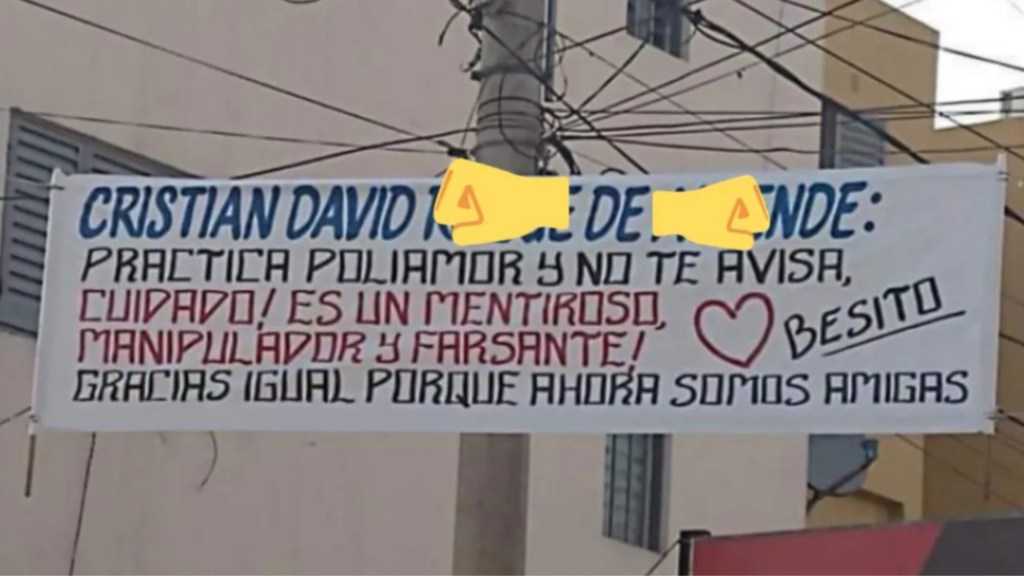 CRISTIAN DAVID DE
PRACTICA POLIAMOR Y NO TE AVISA,
CUIDADO! ES UN MENTIROSO,
MANIPULADOR Y FARSANTE!
BESITO
GRACIAS IGUAL PORQUE AHORA SOMOS AMIGAS